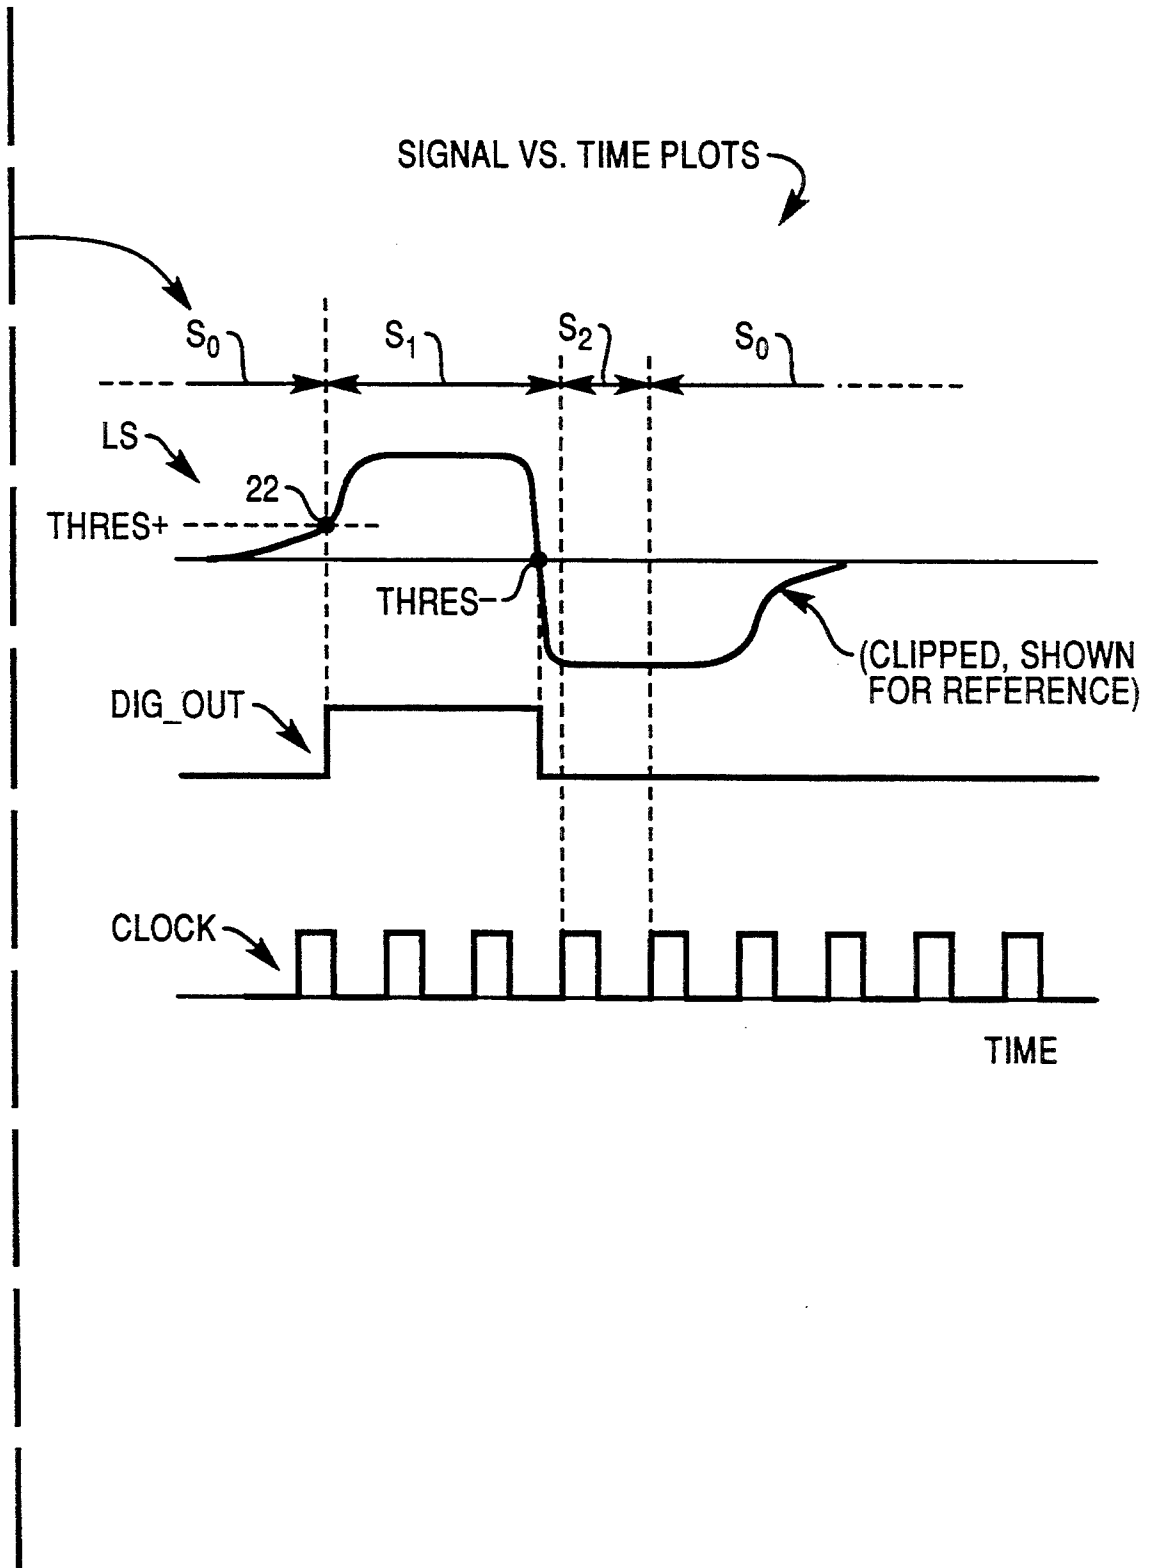 SIGNAL VS. TIME PLOTS
S0
S1
S2
S0
LS
22
THRES+
THRES−
(CLIPPED, SHOWN
FOR REFERENCE)
DIG_OUT
CLOCK
TIME